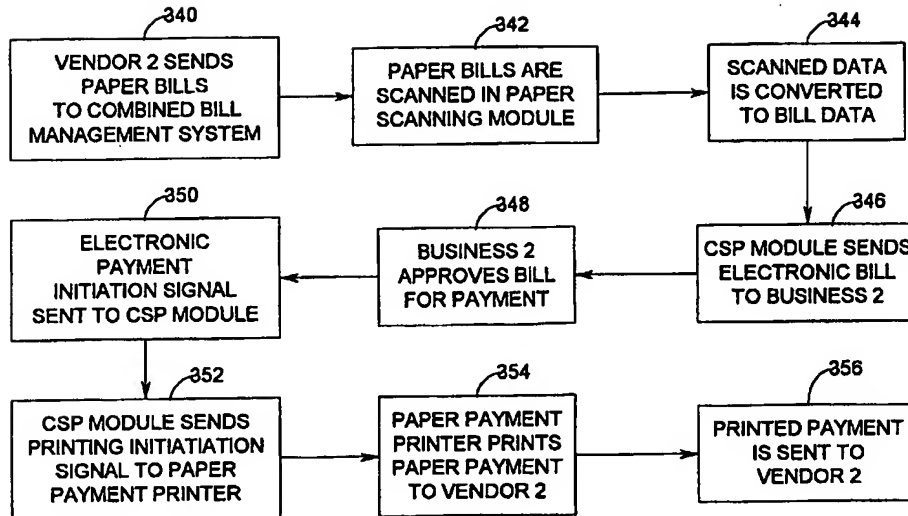 340
VENDOR 2 SENDS
PAPER BILLS
TO COMBINED BILL
MANAGEMENT SYSTEM
342
PAPER BILLS ARE
SCANNED IN PAPER
SCANNING MODULE
344
SCANNED DATA
IS CONVERTED
TO BILL DATA
346
CSP MODULE SENDS
ELECTRONIC BILL
TO BUSINESS 2
348
BUSINESS 2
APPROVES BILL
FOR PAYMENT
350
ELECTRONIC
PAYMENT
INITIATION SIGNAL
SENT TO CSP MODULE
352
CSP MODULE SENDS
PRINTING INITIATIATION
SIGNAL TO PAPER
PAYMENT PRINTER
354
PAPER PAYMENT
PRINTER PRINTS
PAPER PAYMENT
TO VENDOR 2
356
PRINTED PAYMENT
IS SENT TO
VENDOR 2